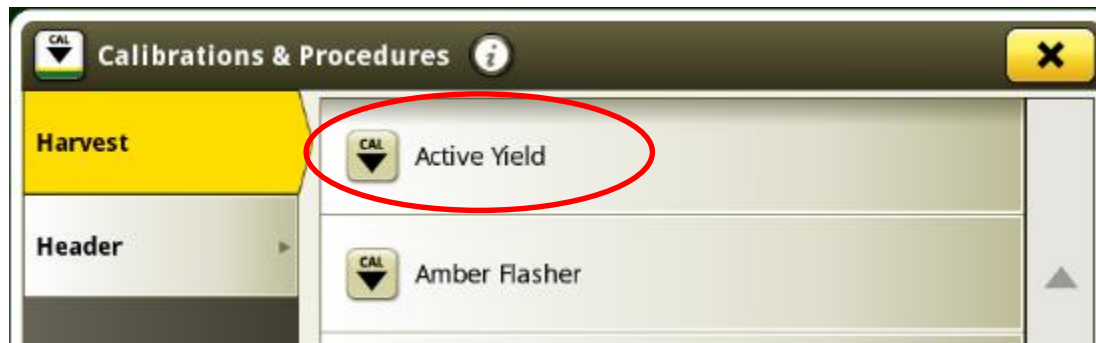 CAL
Calibrations & Procedures i
Harvest
CAL
Active Yield
Header
CAL
Amber Flasher